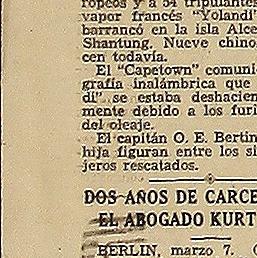 ropeos y a 54 tripulantes
vapor francés "Yolandi"
barrancó en la isla Alce
Shantung, Nueve chino
cen todavía.
El "Capetown" comuni
grafía inalámbrica que
di" se estaba deshacien
mente debido a los furi
del oleaje.
El capitán O. E. Bertin
hija figuran entre los si
jeros rescatados.
DOS AÑOS DE CARCE
EL ABOGADO KURT
BERLIN, marzo 7. (